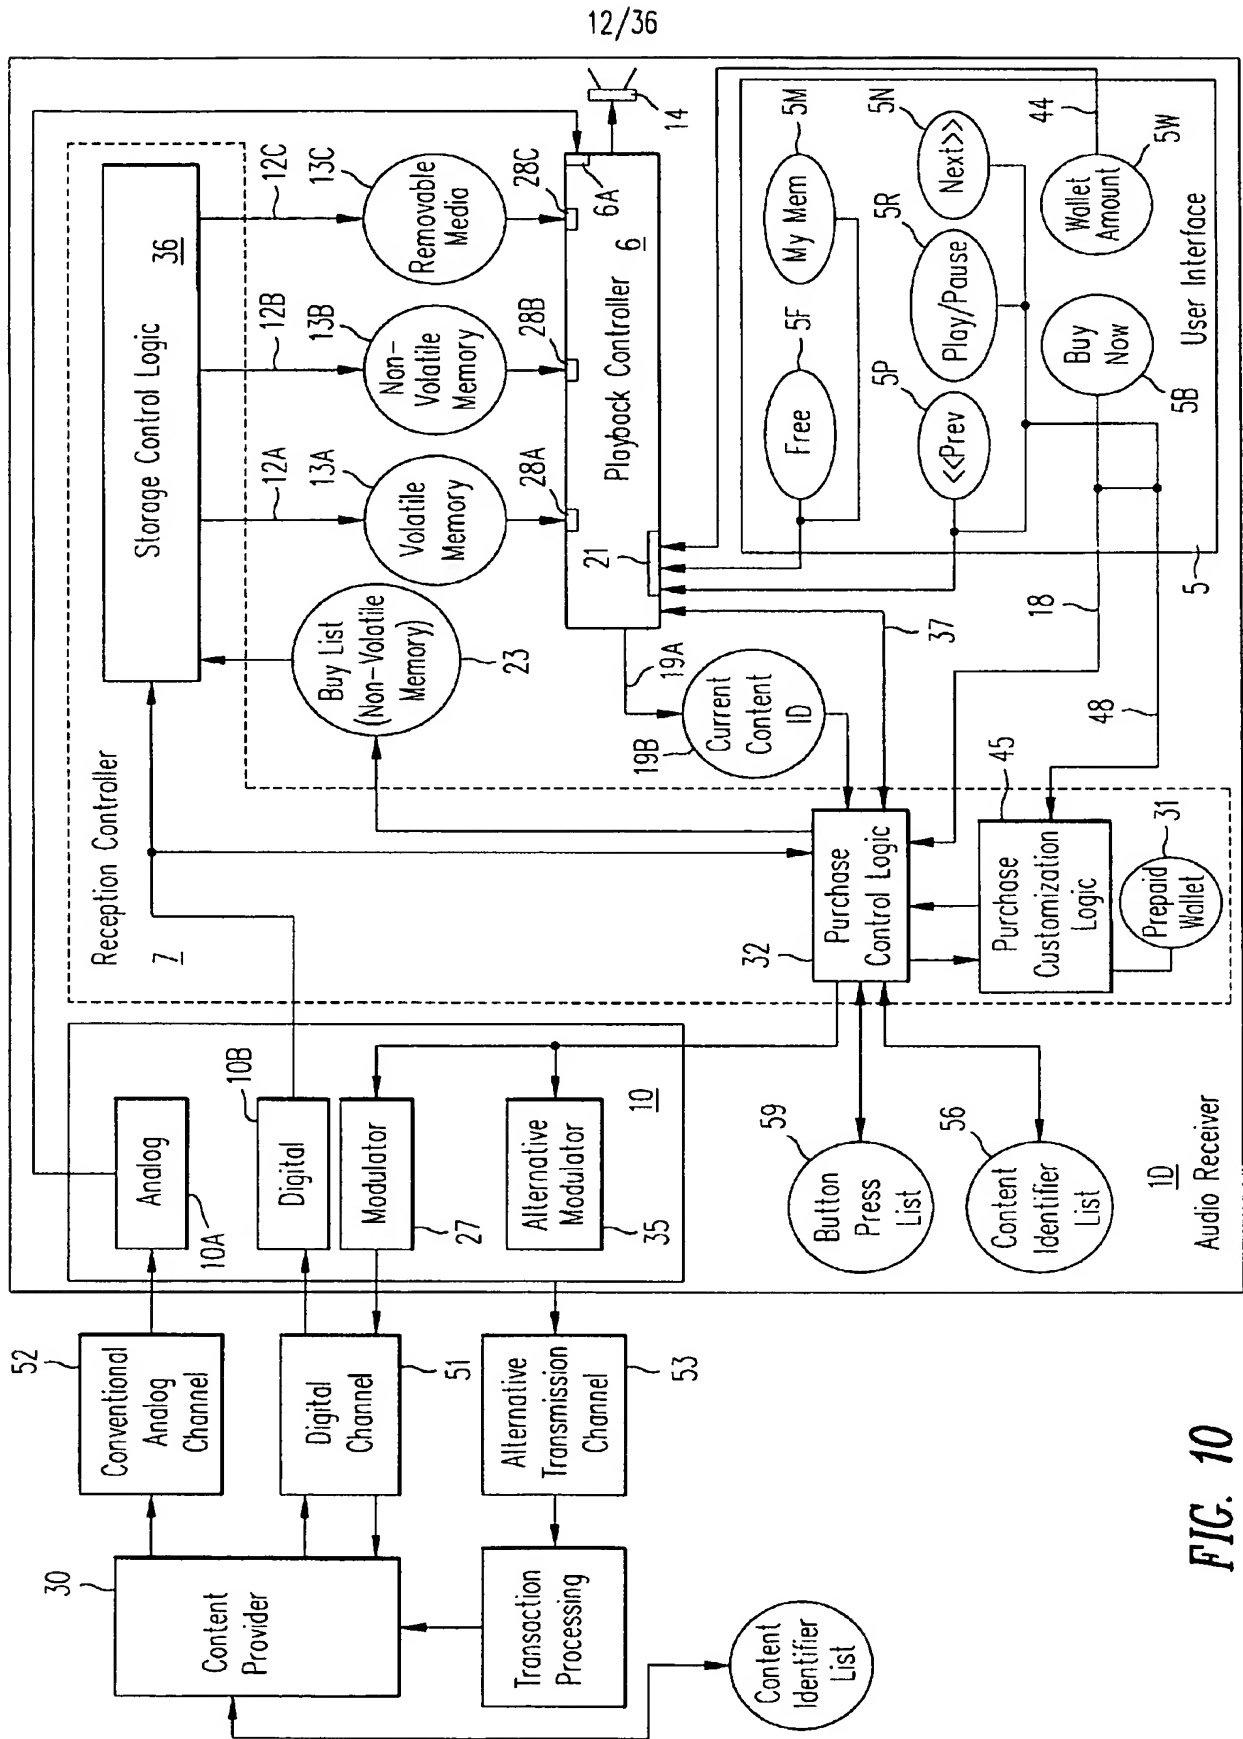 12/36
Reception Controller
7
Storage Control Logic
36
12A
12B
12C
13A
13B
13C
Volatile
Memory
Non-
Volatile
Memory
Removable
Media
Buy List
(Non-Volatile
Memory)
23
28A
28B
28C
6A
14
Playback Controller
6
21
19A
Current
Content
ID
19B
37
Free
5F
My Mem
5M
<<Prev
5P
Play/Pause
5R
Next>>
5N
Buy
Now
5B
Wallet
Amount
5W
44
User Interface
5
18
48
Purchase
Control Logic
32
Purchase
Customization
Logic
45
Prepaid
Wallet
31
Analog
10A
Digital
10B
Modulator
27
Alternative
Modulator
35
10
Button
Press
List
59
Content
Identifier
List
56
1D
Audio Receiver
Conventional
Analog
Channel
52
Digital
Channel
51
Alternative
Transmission
Channel
53
Content
Provider
30
Transaction
Processing
Content
Identifier
List
FIG. 10